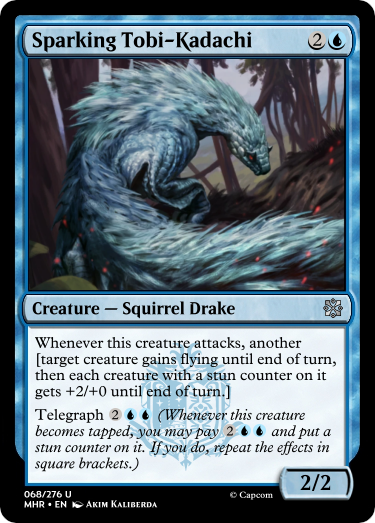 Sparking Tobi-Kadachi 2
Creature — Squirrel Drake
Whenever this creature attacks, another
[target creature gains flying until end of turn,
then each creature with a stun counter on it
gets +2/+0 until end of turn.]
Telegraph 2 (Whenever this creature
becomes tapped, you may pay 2 and put a
stun counter on it. If you do, repeat the effects in
square brackets.)
2/2
068/276 U
MHR • EN Akim Kaliberda
© Capcom